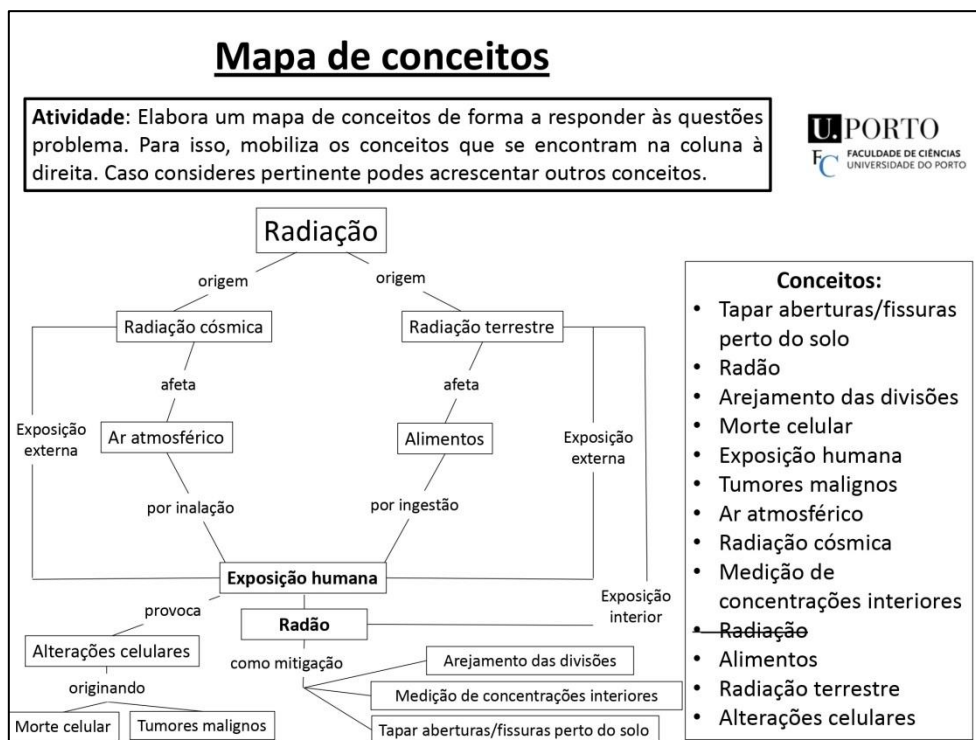 Mapa de conceitos
Atividade: Elabora um mapa de conceitos de forma a responder às questões
problema. Para isso, mobiliza os conceitos que se encontram na coluna à
direita. Caso consideres pertinente podes acrescentar outros conceitos.
U.PORTO
FC FACULDADE DE CIÊNCIAS
UNIVERSIDADE DO PORTO
Radiação
origem
origem
Radiação cósmica
Radiação terrestre
afeta
afeta
Exposição
externa
Ar atmosférico
Alimentos
Exposição
externa
por inalação
por ingestão
Exposição humana
Exposição
interior
provoca
Radão
Alterações celulares
como mitigação
Arejamento das divisões
originando
Medição de concentrações interiores
Morte celular
Tumores malignos
Tapar aberturas/fissuras perto do solo
Conceitos:
• Tapar aberturas/fissuras
perto do solo
• Radão
• Arejamento das divisões
• Morte celular
• Exposição humana
• Tumores malignos
• Ar atmosférico
• Radiação cósmica
• Medição de
concentrações interiores
• Radiação
• Alimentos
• Radiação terrestre
• Alterações celulares